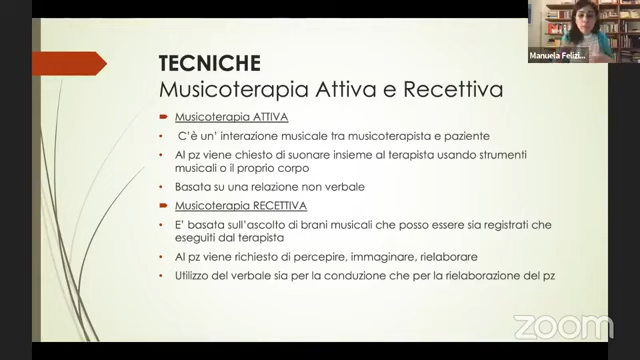 TECNICHE
Musicoterapia Attiva e Recettiva
Musicoterapia ATTIVA
C'è un' interazione musicale tra musicoterapista e paziente
Al pz viene chiesto di suonare insieme al terapista usando strumenti
musicali o il proprio corpo
Basata su una relazione non verbale
Musicoterapia RECETTIVA
E' basata sull'ascolto di brani musicali che posso essere sia registrati che
eseguiti dal terapista
Al pz viene richiesto di percepire, immaginare, rielaborare
Utilizzo del verbale sia per la conduzione che per la rielaborazione del pz
Manuela Felizi...
zoom